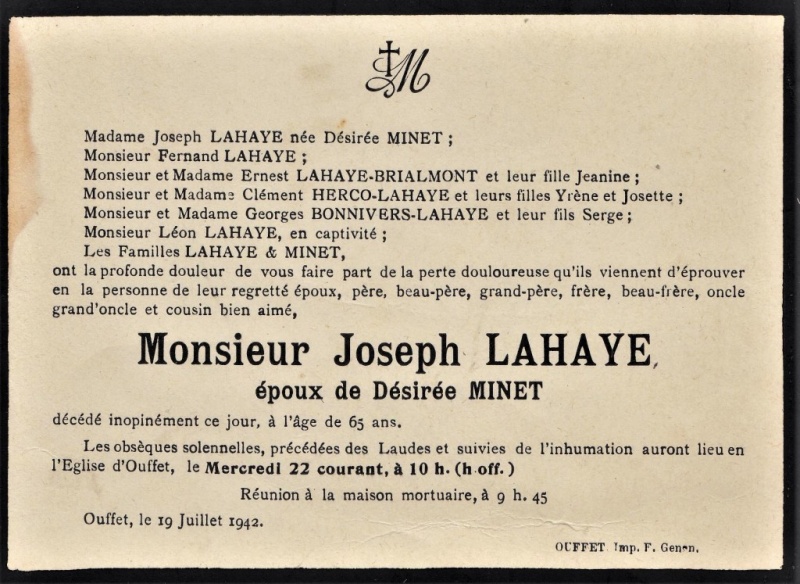 M
Madame Joseph LAHAYE née Désirée MINET ;
Monsieur Fernand LAHAYE ;
Monsieur et Madame Ernest LAHAYE-BRIALMONT et leur fille Jeanine ;
Monsieur et Madame Clément HERCO-LAHAYE et leurs filles Yrène et Josette ;
Monsieur et Madame Georges BONNIVERS-LAHAYE et leur fils Serge ;
Monsieur Léon LAHAYE, en captivité ;
Les Familles LAHAYE & MINET,
ont la profonde douleur de vous faire part de la perte douloureuse qu'ils viennent d'éprouver
en la personne de leur regretté époux, père, beau-père, grand-père, frère, beau-frère, oncle
grand'oncle et cousin bien aimé,
Monsieur Joseph LAHAYE,
époux de Désirée MINET
décédé inopinément ce jour, à l'âge de 65 ans.
Les obsèques solennelles, précédées des Laudes et suivies de l'inhumation auront lieu en
l'Eglise d'Ouffet, le Mercredi 22 courant, à 10 h. (h off.)
Réunion à la maison mortuaire, à 9 h. 45
Ouffet, le 19 Juillet 1942.
OUFFET Imp. F. Genen.